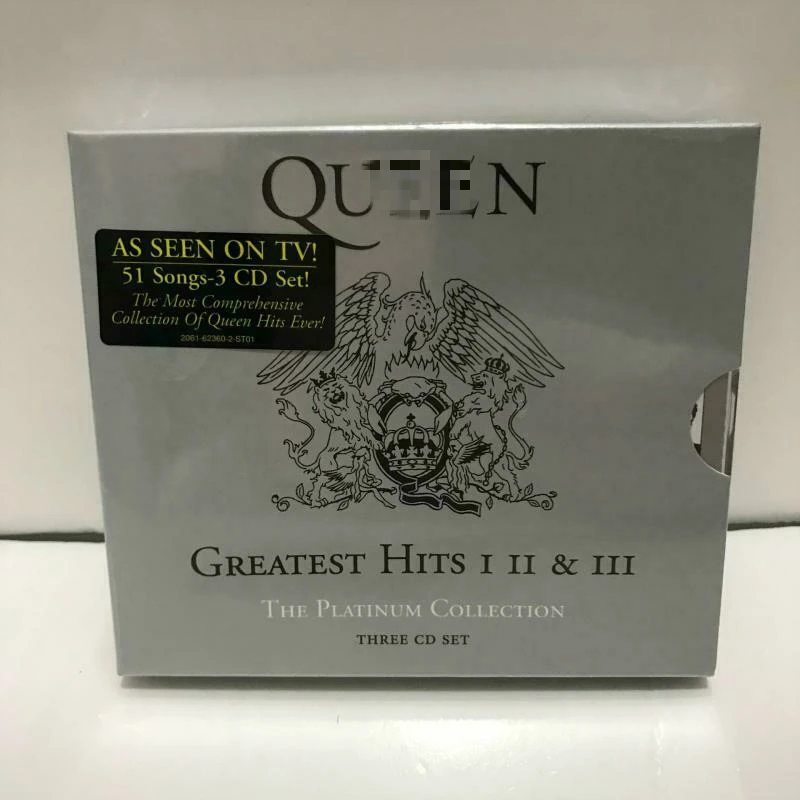 QUEEN
AS SEEN ON TV!
51 Songs-3 CD Set!
The Most Comprehensive
Collection Of Queen Hits Ever!
2061-62360-2-ST01
GREATEST HITS I II & III
THE PLATINUM COLLECTION
THREE CD SET